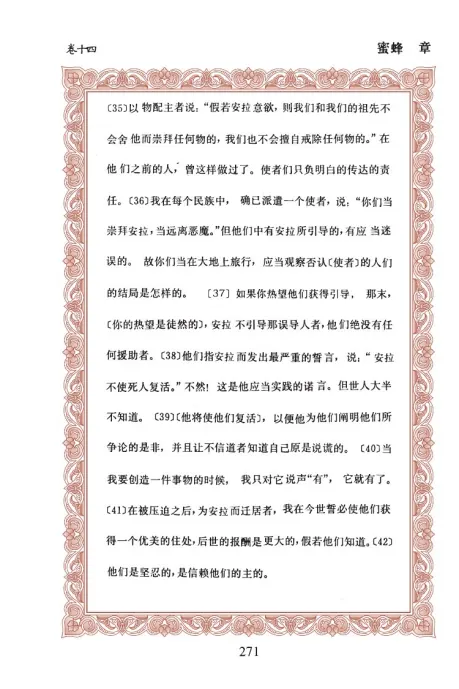 卷十四
蜜蜂 章
〔35〕以物配主者说：“假若安拉意欲，则我们和我们的祖先不
会舍他而崇拜任何物的，我们也不会擅自戒除任何物的。”在
他们之前的人，曾这样做过了。使者们只负明白的传达的责
任。〔36〕我在每个民族中， 确已派遣一个使者，说：“你们当
崇拜安拉，当远离恶魔。”但他们中有安拉所引导的，有应当迷
误的。 故你们当在大地上旅行，应当观察否认〔使者〕的人们
的结局是怎样的。 〔37〕如果你热望他们获得引导， 那末，
〔你的热望是徒然的〕，安拉不引导那误导人者，他们绝没有任
何援助者。〔38〕他们指安拉而发出最严重的誓言，说：“安拉
不使死人复活。”不然！这是他应当实践的诺言。但世人大半
不知道。〔39〕〔他将使他们复活〕，以便他为他们阐明他们所
争论的是非，并且让不信道者知道自己原是说谎的。〔40〕当
我要创造一件事物的时候， 我只对它说声“有”， 它就有了。
〔41〕在被压迫之后，为安拉而迁居者，我在今世誓必使他们获
得一个优美的住处，后世的报酬是更大的，假若他们知道。〔42〕
他们是坚忍的，是信赖他们的主的。
271